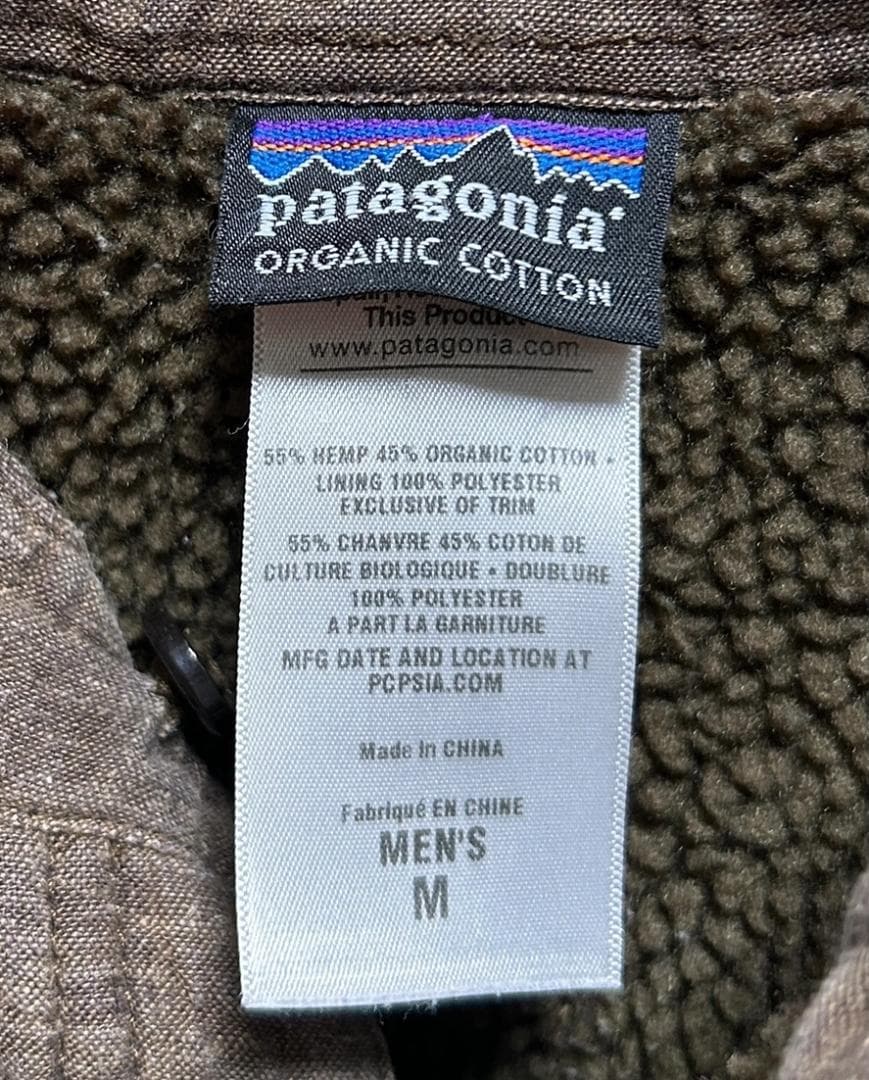 patagonia
ORGANIC COTTON
This Product
www.patagonia.com
55% HEMP 45% ORGANIC COTTON •
LINING 100% POLYESTER
EXCLUSIVE OF TRIM
55% CHANVRE 45% COTON DE
CULTURE BIOLOGIQUE • DOUBLURE
100% POLYESTER
A PART LA GARNITURE
MFG DATE AND LOCATION AT
PCPSIA.COM
Made In CHINA
Fabriqué EN CHINE
MEN'S
M